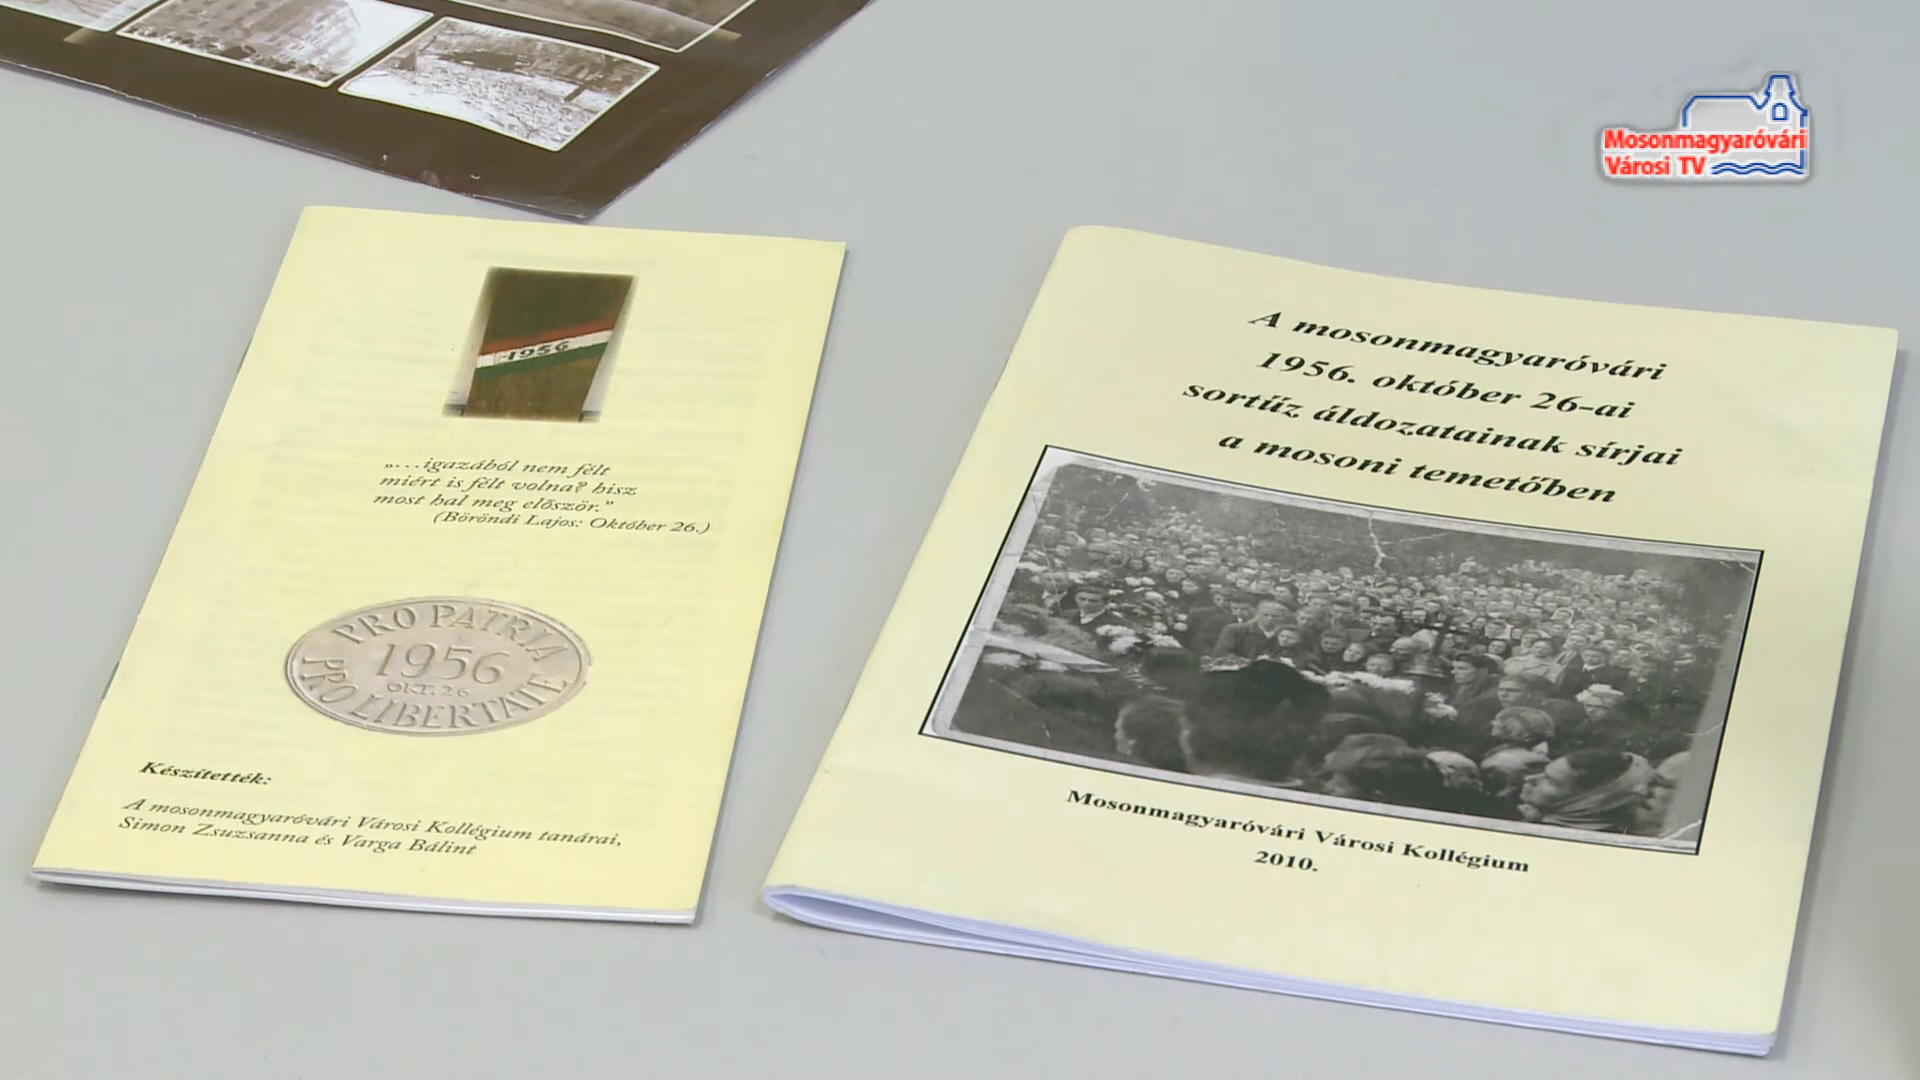 Mosonmagyaróvári
Városi TV
1956
„...igazából nem félt
miért is félt volna? hisz
most hal meg először."
(Böröndi Lajos: Október 26.)
PRO PATRIA
1956
OKT. 26
PRO LIBERTATE
Készítették:
A mosonmagyaróvári Városi Kollégium tanárai,
Simon Zsuzsanna és Varga Bálint
A mosonmagyaróvári
1956. október 26-ai
sortűz áldozatainak sírjai
a mosoni temetőben
Mosonmagyaróvári Városi Kollégium
2010.